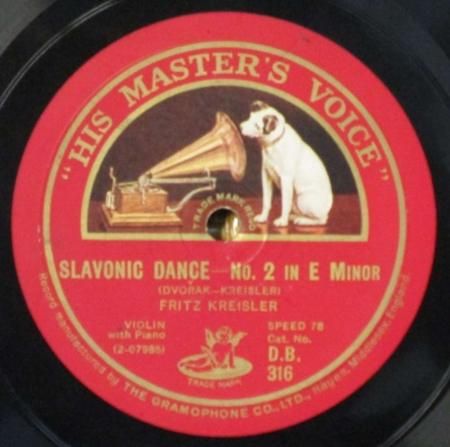 "HIS MASTER'S VOICE"
TRADE MARK REGD
SLAVONIC DANCE—No. 2 IN E MINOR
(DVORAK—KREISLER)
FRITZ KREISLER
VIOLIN
with Piano
(2-07985)
SPEED 78
Cat. No.
D.B.
316
TRADE MARK
Record manufactured by THE GRAMOPHONE CO., LTD., Hayes, Middlesex, England.